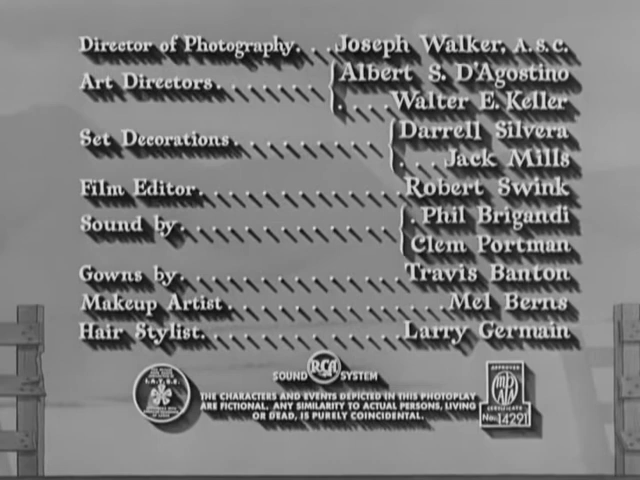 Director of Photography. . . Joseph Walker, A.S.C.
Art Directors. . . . . . . { Albert S. D'Agostino
. . . . Walter E. Keller
Set Decorations. . . . . . . . . { Darrell Silvera
. . . Jack Mills
Film Editor. . . . . . . . . . . . . Robert Swink
Sound by. . . . . . . . . . . . . { . Phil Brigandi
Clem Portman
Gowns by. . . . . . . . . . . . . . Travis Banton
Makeup Artist. . . . . . . . . . . . . . Mel Berns
Hair Stylist. . . . . . . . . . . . . Larry Germain
I.A.T.S.E.
SOUND RCA SYSTEM
THE CHARACTERS AND EVENTS DEPICTED IN THIS PHOTOPLAY
ARE FICTIONAL. ANY SIMILARITY TO ACTUAL PERSONS, LIVING
OR DEAD, IS PURELY COINCIDENTAL.
APPROVED
MPAA
CERTIFICATE
No. 14291